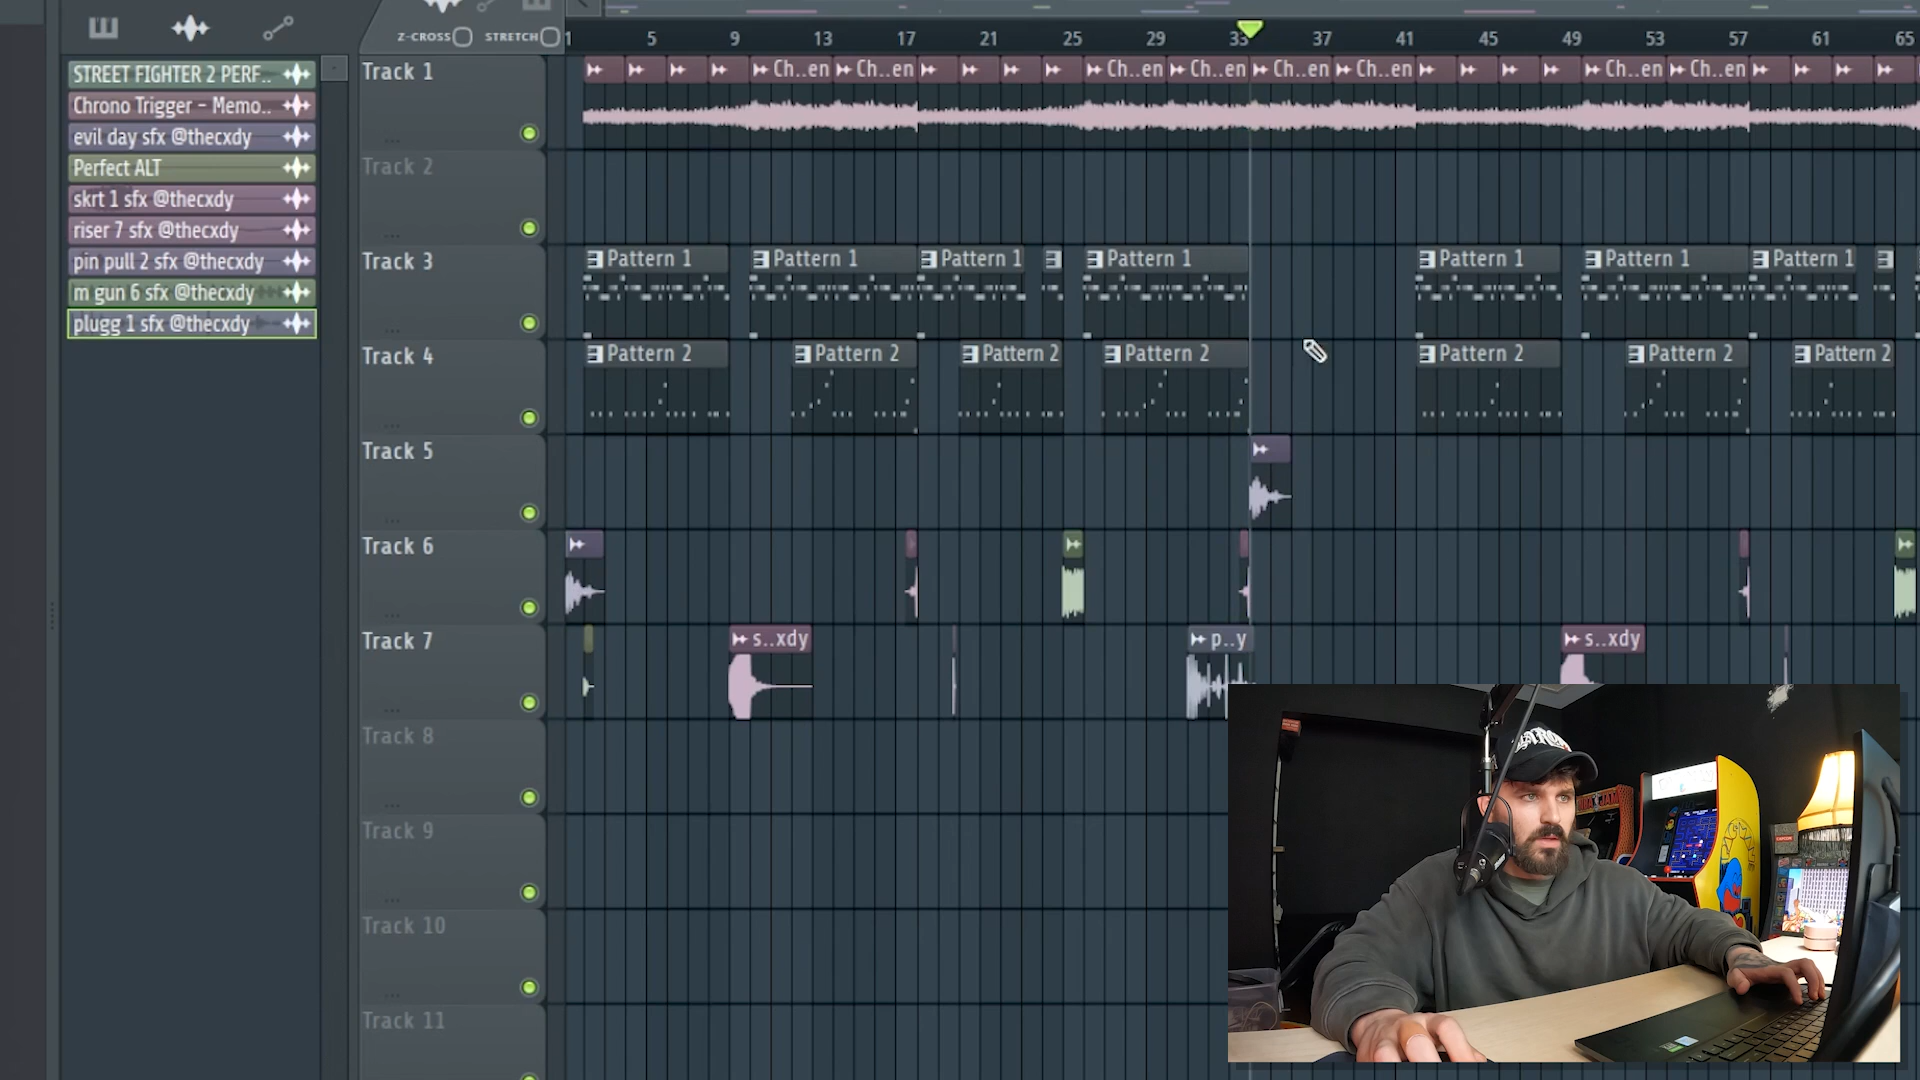 Z-CROSS STRETCH
1 5 9 13 17 21 25 29 33 37 41 45 49 53 57 61 65
STREET FIGHTER 2 PERF..
Chrono Trigger - Memo..
evil day sfx @thecxdy
Perfect ALT
skrt 1 sfx @thecxdy
riser 7 sfx @thecxdy
pin pull 2 sfx @thecxdy
m gun 6 sfx @thecxdy
plugg 1 sfx @thecxdy
Track 1
Ch..en Ch..en Ch..en Ch..en Ch..en Ch..en Ch..en Ch..en
Track 2
Track 3
Pattern 1 Pattern 1 Pattern 1 Pattern 1 Pattern 1 Pattern 1 Pattern 1
Track 4
Pattern 2 Pattern 2 Pattern 2 Pattern 2 Pattern 2 Pattern 2 Pattern 2
Track 5
Track 6
Track 7
s..xdy p..y s..xdy
Track 8
Track 9
Track 10
Track 11